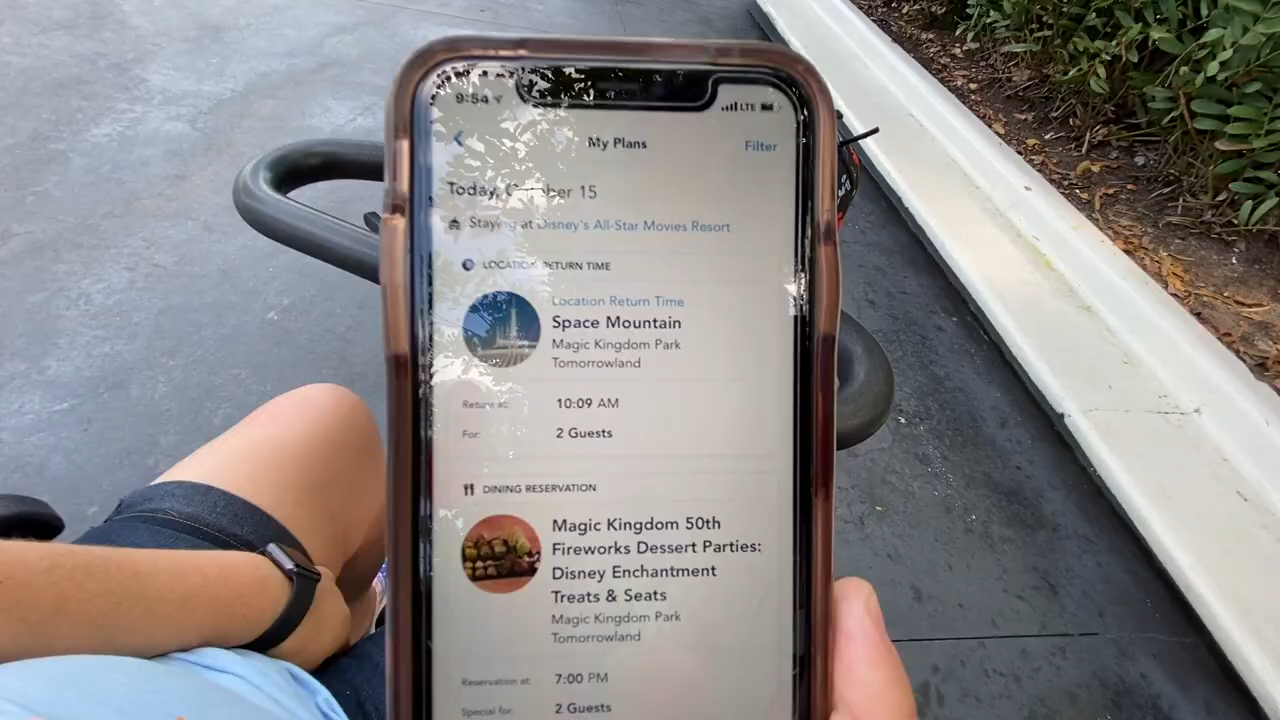 9:54
LTE
My Plans
Filter
Today, October 15
Staying at Disney's All-Star Movies Resort
LOCATION RETURN TIME
Location Return Time
Space Mountain
Magic Kingdom Park
Tomorrowland
Return at: 10:09 AM
For: 2 Guests
DINING RESERVATION
Magic Kingdom 50th
Fireworks Dessert Parties:
Disney Enchantment
Treats & Seats
Magic Kingdom Park
Tomorrowland
Reservation at: 7:00 PM
Special for: 2 Guests